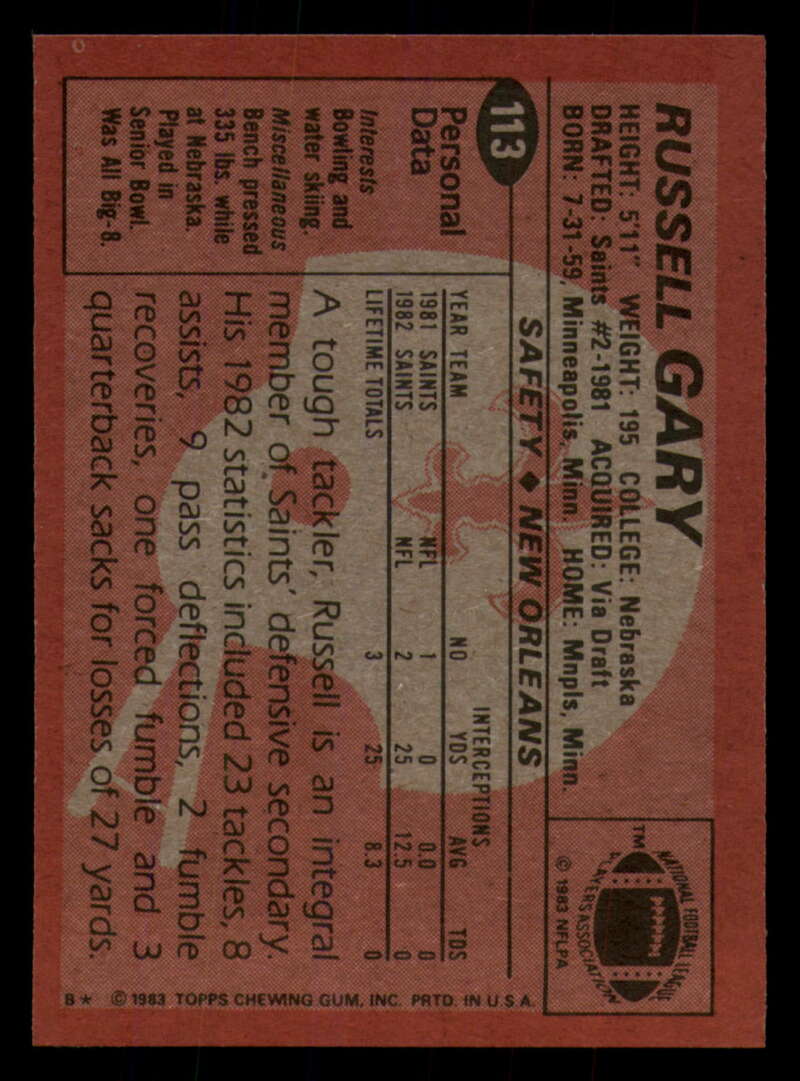 RUSSELL GARY
HEIGHT: 5'11" WEIGHT: 195 COLLEGE: Nebraska
DRAFTED: Saints #2-1981 ACQUIRED: Via Draft
BORN: 7-31-59, Minneapolis, Minn. HOME: Mnpls, Minn.
NATIONAL FOOTBALL LEAGUE
PLAYERS ASSOCIATION
TM
© 1983 NFLPA
113
SAFETY ♦ NEW ORLEANS
Personal
Data
Interests
Bowling and
water skiing.
Miscellaneous
Bench pressed
335 lbs. while
at Nebraska.
Played in
Senior Bowl.
Was All Big-8.
INTERCEPTIONS
YEAR TEAM NO YDS AVG TDS
1981 SAINTS NFL 1 0 0.0 0
1982 SAINTS NFL 2 25 12.5 0
LIFETIME TOTALS 3 25 8.3 0
A tough tackler, Russell is an integral
member of Saints' defensive secondary.
His 1982 statistics included 23 tackles, 8
assists, 9 pass deflections, 2 fumble
recoveries, one forced fumble and 3
quarterback sacks for losses of 27 yards.
B★ © 1983 TOPPS CHEWING GUM, INC. PRTD. IN U.S.A.